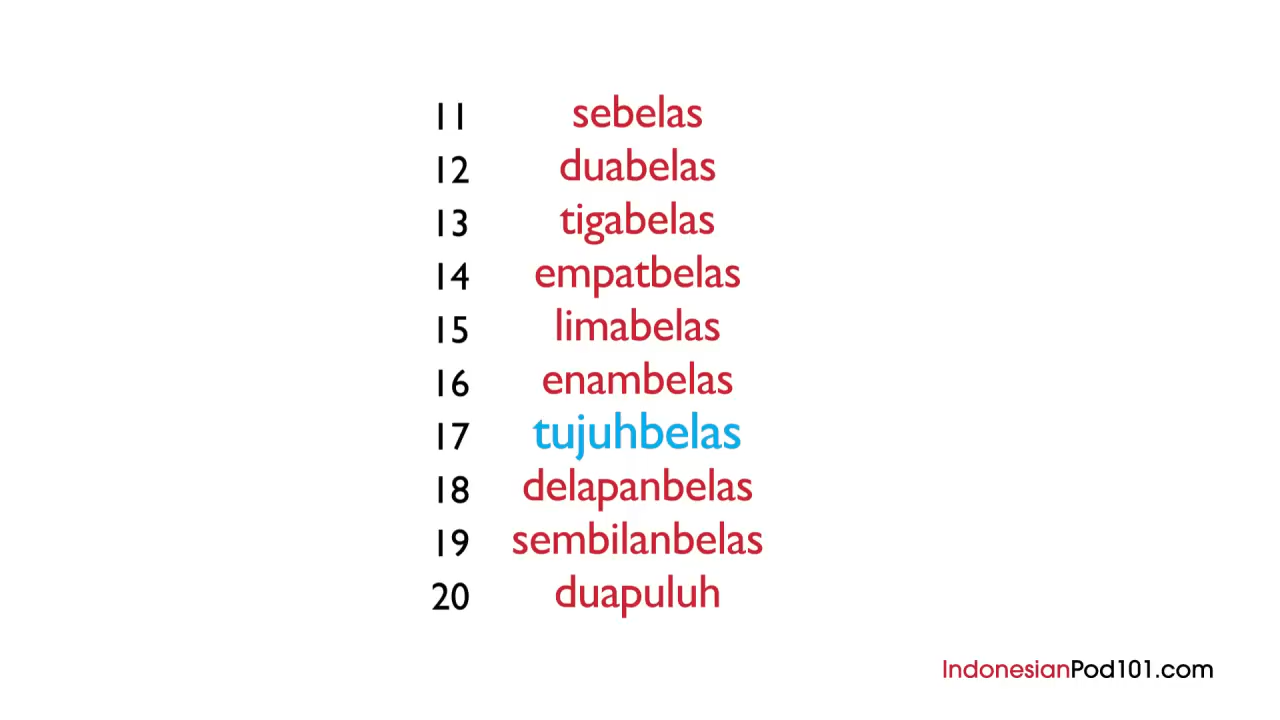 11 sebelas
12 duabelas
13 tigabelas
14 empatbelas
15 limabelas
16 enambelas
17 tujuhbelas
18 delapanbelas
19 sembilanbelas
20 duapuluh
IndonesianPod101.com